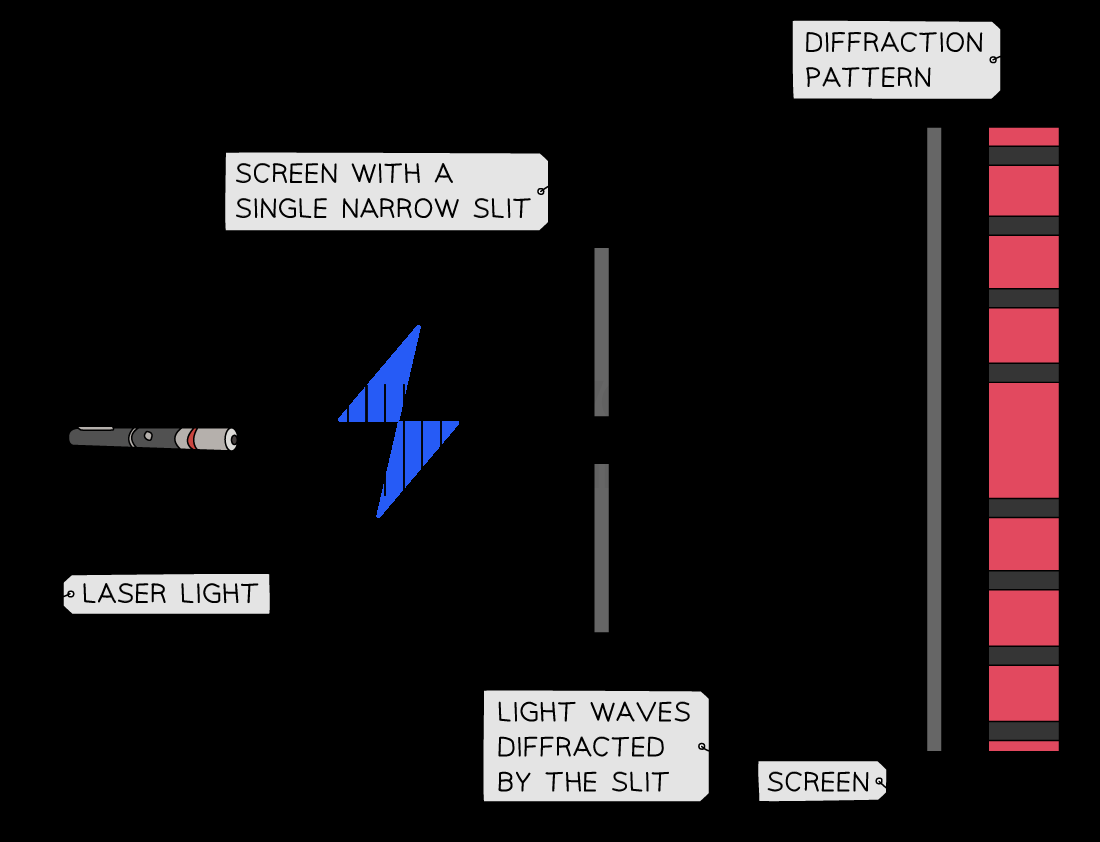 DIFFRACTION
PATTERN
SCREEN WITH A
SINGLE NARROW SLIT
LASER LIGHT
LIGHT WAVES
DIFFRACTED
BY THE SLIT
SCREEN